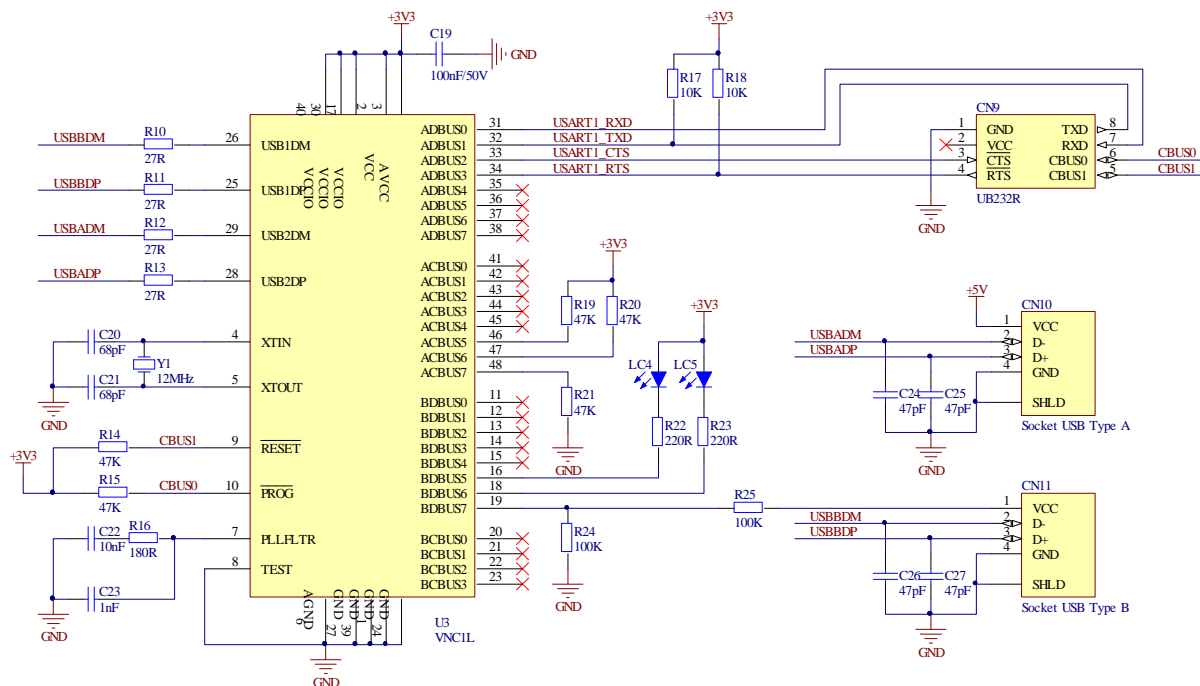 +3V3
C19
100nF/50V
GND
40
30
17
2
3
VCCIO
VCCIO
VCCIO
VCC
AVCC
USBBDM
R10
27R
26
USB1DM
USBBDP
R11
27R
25
USB1DP
USBADM
R12
27R
29
USB2DM
USBADP
R13
27R
28
USB2DP
C20
68pF
4
XTIN
Y1
12MHz
C21
68pF
5
XTOUT
GND
+3V3
R14
47K
CBUS1
9
RESET
R15
47K
CBUS0
10
PROG
C22
10nF
R16
180R
7
PLLFLTR
C23
1nF
8
TEST
GND
AGND
GND
GND
GND
GND
6
27
39
1
24
GND
U3
VNC1L
ADBUS0
31
USART1_RXD
ADBUS1
32
USART1_TXD
ADBUS2
33
USART1_CTS
ADBUS3
34
USART1_RTS
ADBUS4
35
ADBUS5
36
ADBUS6
37
ADBUS7
38
ACBUS0
41
ACBUS1
42
ACBUS2
43
ACBUS3
44
ACBUS4
45
ACBUS5
46
ACBUS6
47
ACBUS7
48
BDBUS0
11
BDBUS1
12
BDBUS2
13
BDBUS3
14
BDBUS4
15
BDBUS5
16
BDBUS6
18
BDBUS7
19
BCBUS0
20
BCBUS1
21
BCBUS2
22
BCBUS3
23
+3V3
R17
10K
R18
10K
+3V3
R19
47K
R20
47K
R21
47K
GND
+3V3
LC4
LC5
R22
220R
R23
220R
R24
100K
GND
R25
100K
CN9
1
GND
TXD
8
2
VCC
RXD
7
3
CTS
CBUS0
6
CBUS0
4
RTS
CBUS1
5
CBUS1
UB232R
GND
+5V
CN10
1
VCC
USBADM
2
D-
USBADP
3
D+
4
GND
SHLD
C24
47pF
C25
47pF
GND
Socket USB Type A
CN11
1
VCC
USBBDM
2
D-
USBBDP
3
D+
4
GND
SHLD
C26
47pF
C27
47pF
GND
Socket USB Type B